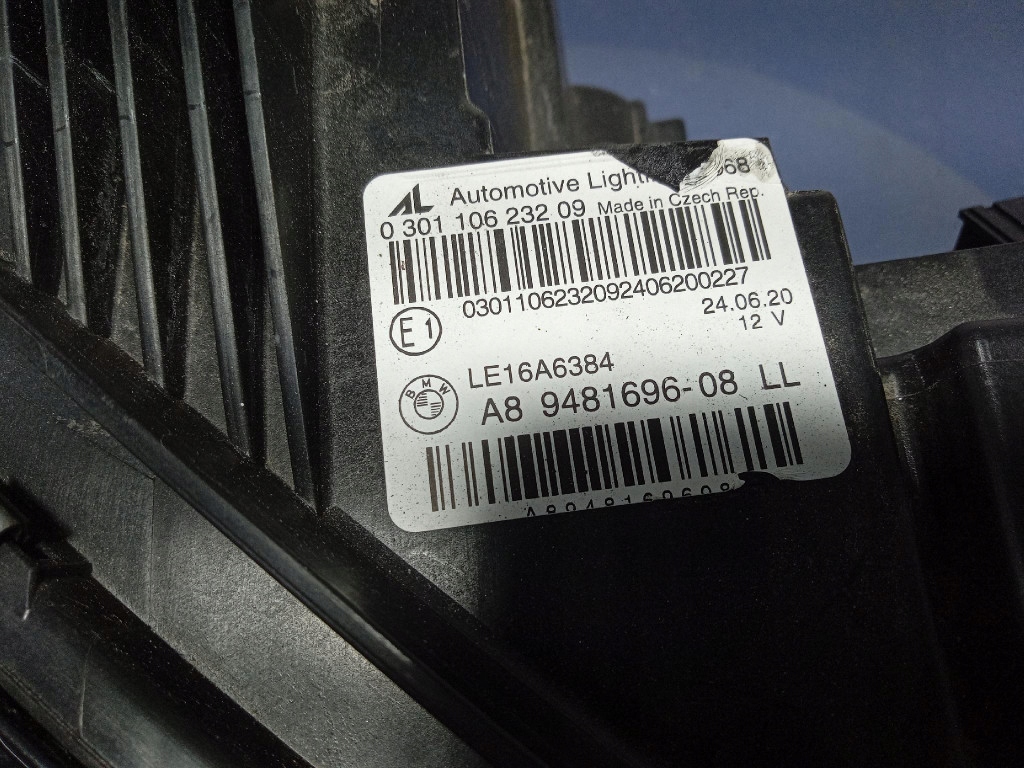 AL Automotive 68
0 301 106 232 09 Made in Czech Rep.
0301106232092406200227
24.06.20
E1 12 V
LE16A6384
BMW A8 9481696-08 LL